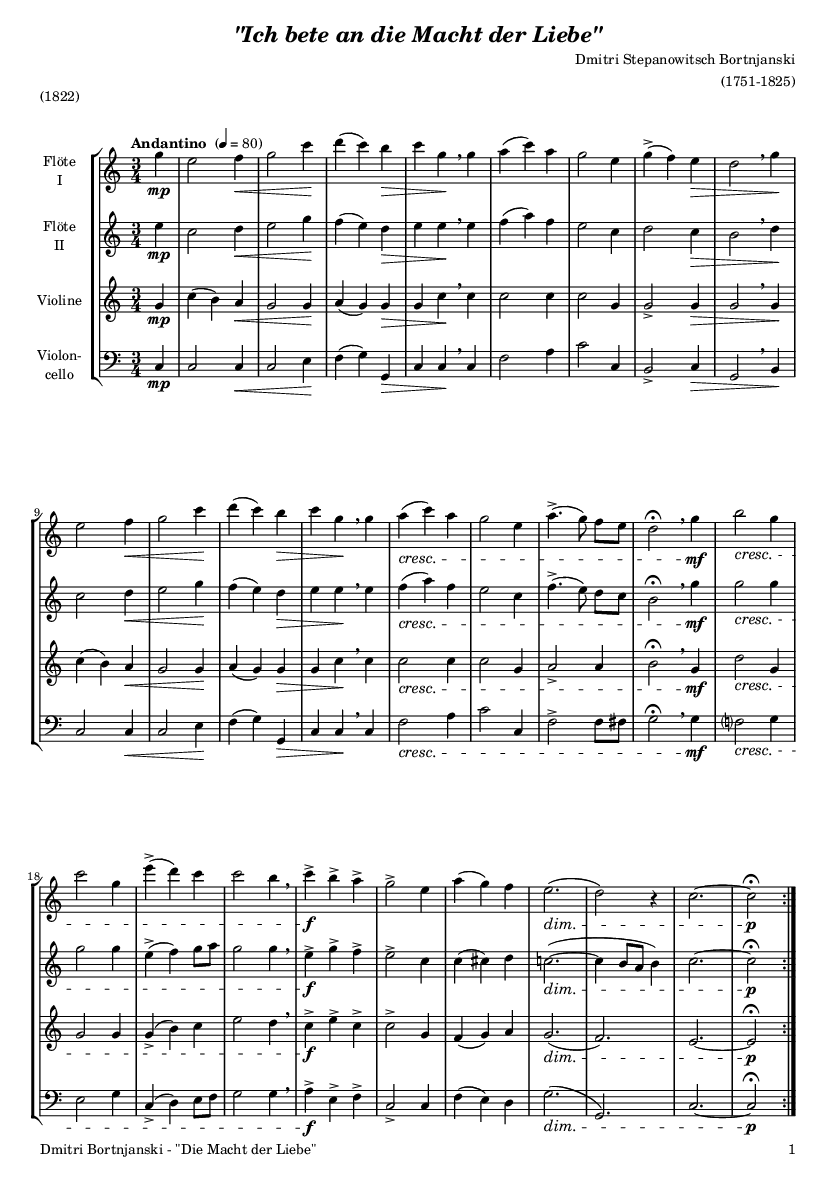 "Ich bete an die Macht der Liebe"
Dmitri Stepanowitsch Bortnjanski
(1751-1825)
(1822)
Andantino (♩ = 80)
Flöte
I
mp
Flöte
II
mp
Violine
mp
Violon-
cello
mp
9
cresc. mf cresc.
cresc. mf cresc.
cresc. mf cresc.
cresc. mf cresc.
18
f dim. p
f dim. p
f dim. p
f dim. p
Dmitri Bortnjanski - "Die Macht der Liebe" 1